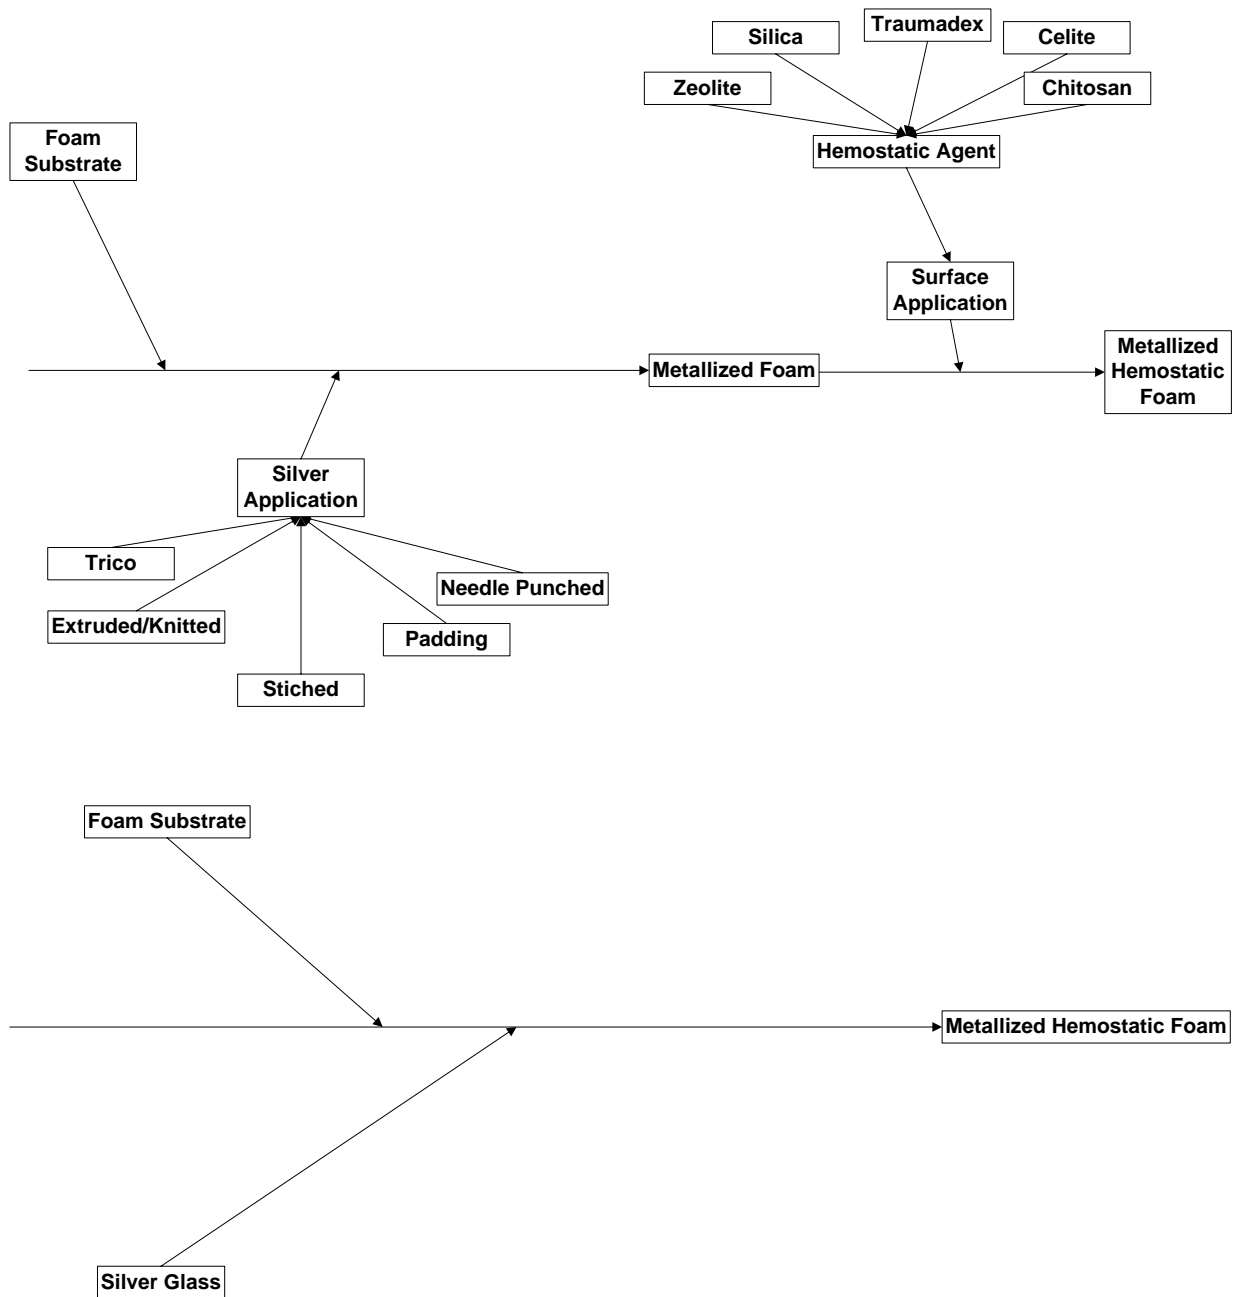 Traumadex
Silica
Celite
Zeolite
Chitosan
Foam
Substrate
Hemostatic Agent
Surface
Application
Metallized Foam
Metallized
Hemostatic
Foam
Silver
Application
Trico
Needle Punched
Extruded/Knitted
Padding
Stiched
Foam Substrate
Metallized Hemostatic Foam
Silver Glass